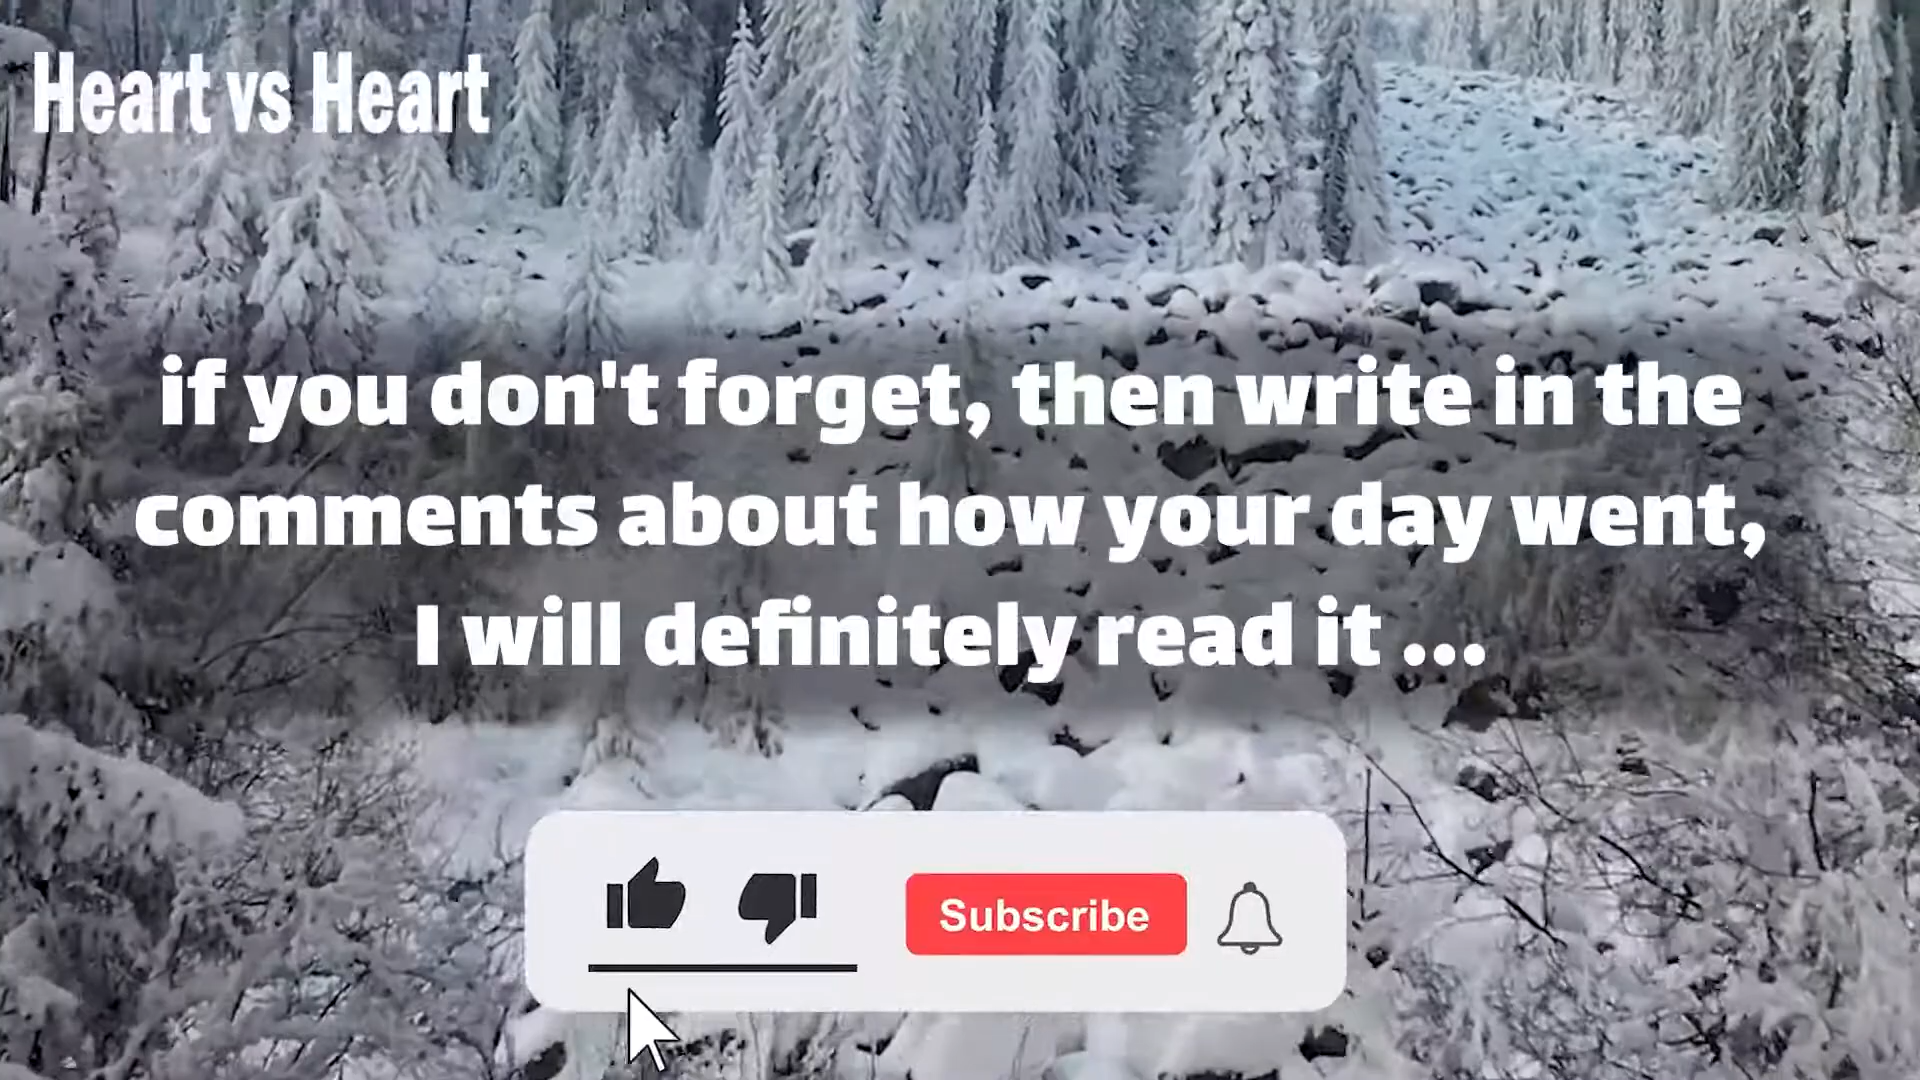 Heart vs Heart
if you don't forget, then write in the
comments about how your day went,
I will definitely read it ...
Subscribe